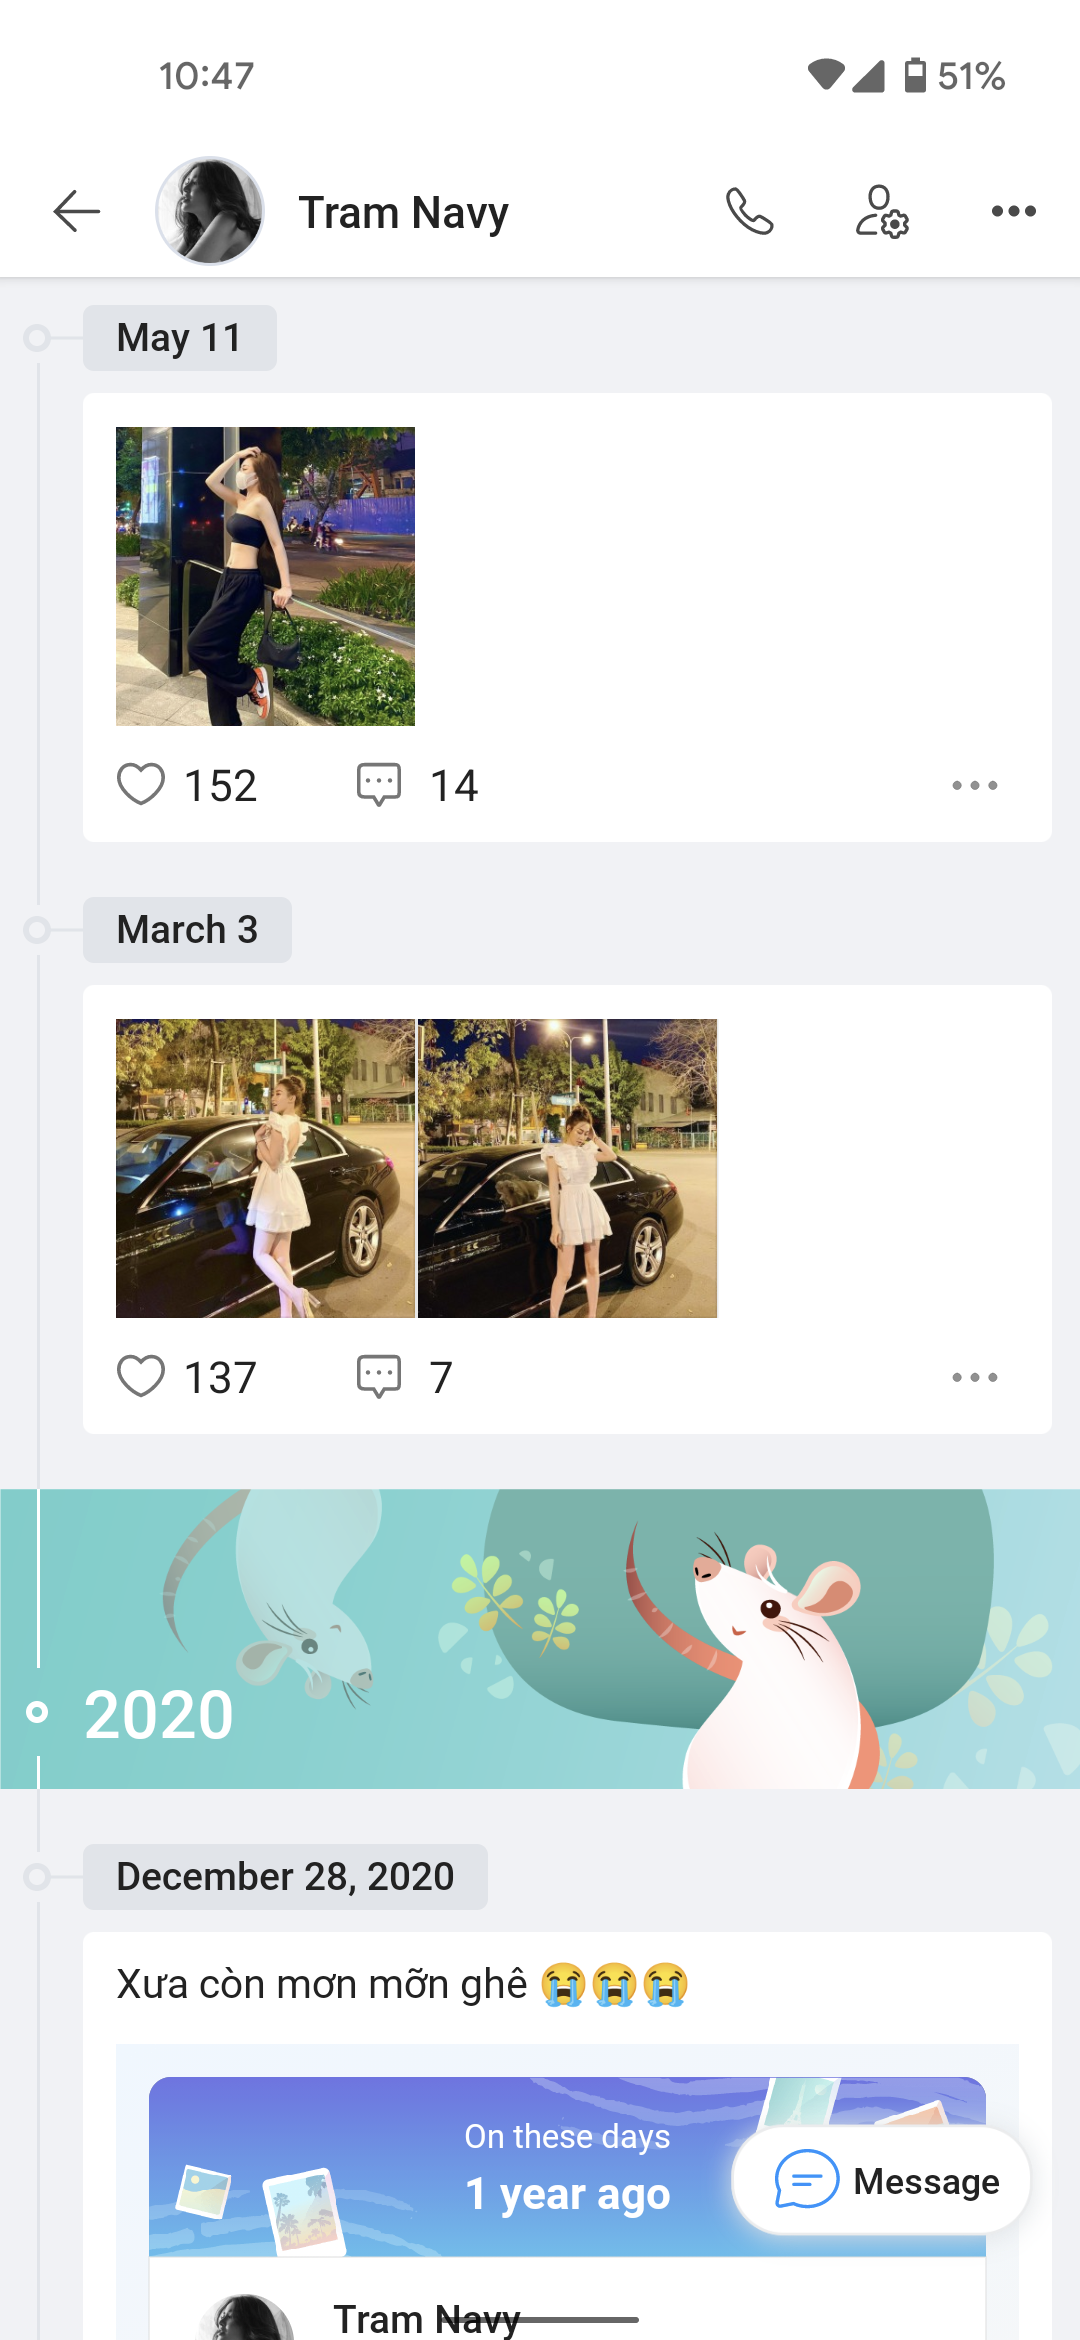 10:47
51%
Tram Navy
May 11
152
14
March 3
137
7
2020
December 28, 2020
Xưa còn mơn mỡn ghê 😭😭😭
On these days
1 year ago
Message
Tram Navy